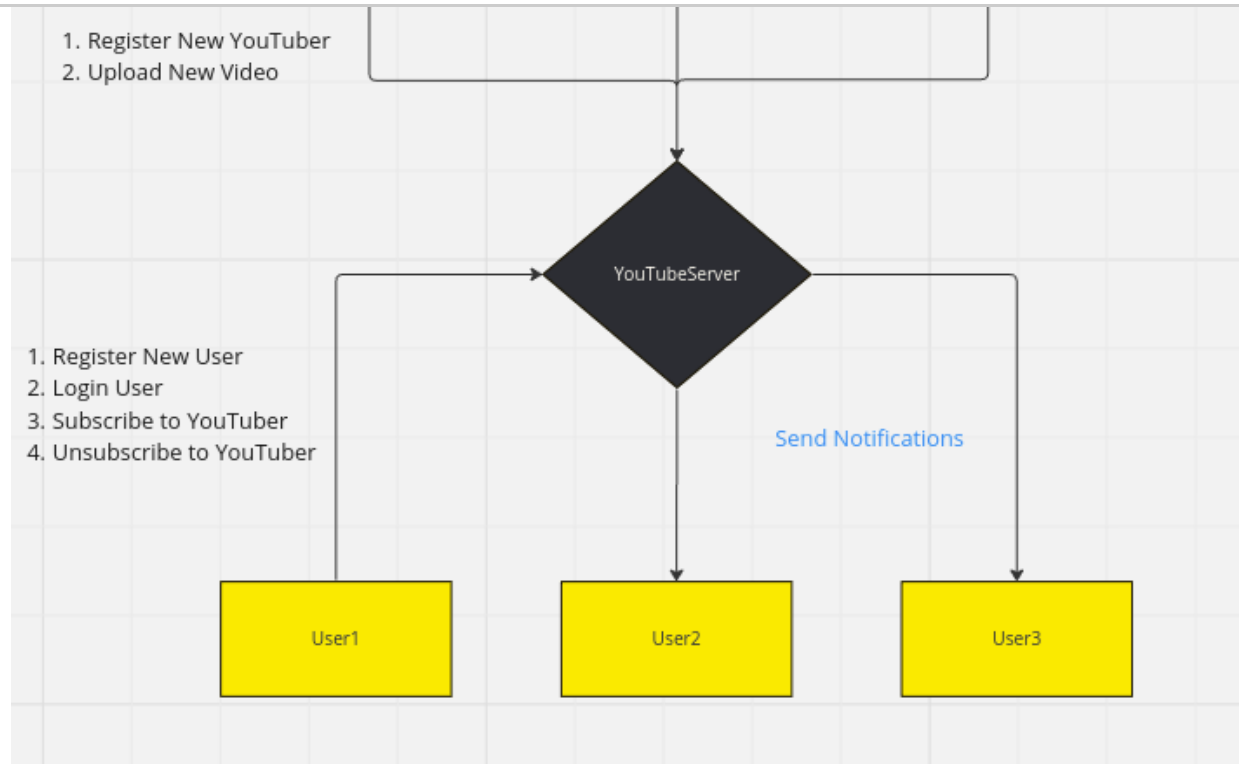 1. Register New YouTuber
2. Upload New Video
YouTubeServer
1. Register New User
2. Login User
3. Subscribe to YouTuber
4. Unsubscribe to YouTuber
Send Notifications
User1
User2
User3